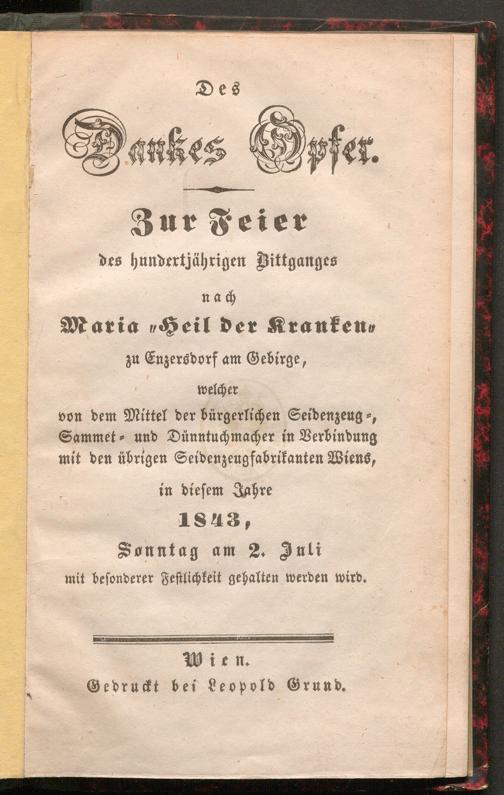 Des
Dankes Opfer.
Zur Feier
des hundertjährigen Bittganges
nach
Maria „Heil der Kranken„
zu Enzersdorf am Gebirge,
welcher
von dem Mittel der bürgerlichen Seidenzeug-,
Sammet- und Dünntuchmacher in Verbindung
mit den übrigen Seidenzeugfabrikanten Wiens,
in diesem Jahre
1843,
Sonntag am 2. Juli
mit besonderer Festlichkeit gehalten werden wird.
Wien.
Gedruckt bei Leopold Grund.